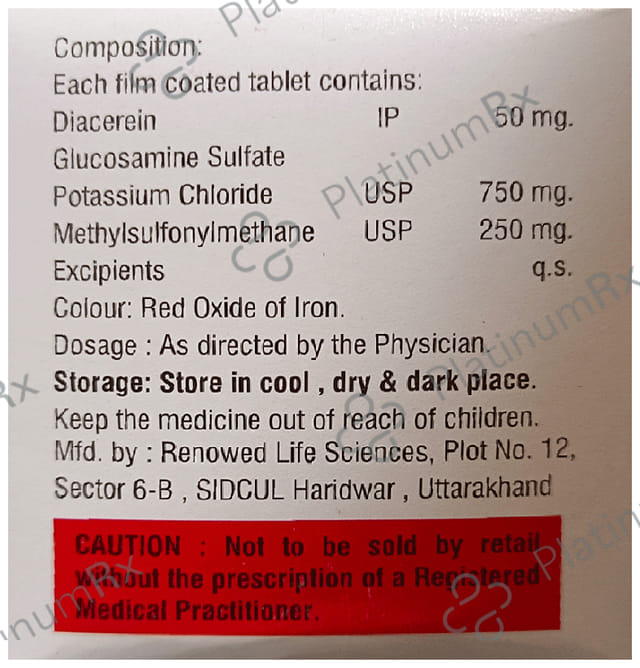 Composition:
Each film coated tablet contains:
Diacerein IP 50 mg.
Glucosamine Sulfate
Potassium Chloride USP 750 mg.
Methylsulfonylmethane USP 250 mg.
Excipients q.s.
Colour: Red Oxide of Iron.
Dosage : As directed by the Physician.
Storage: Store in cool , dry & dark place.
Keep the medicine out of reach of children.
Mfd. by : Renowed Life Sciences, Plot No. 12,
Sector 6-B , SIDCUL Haridwar , Uttarakhand
CAUTION : Not to be sold by retail
without the prescription of a Registered
Medical Practitioner.
PlatinumRx
PlatinumRx